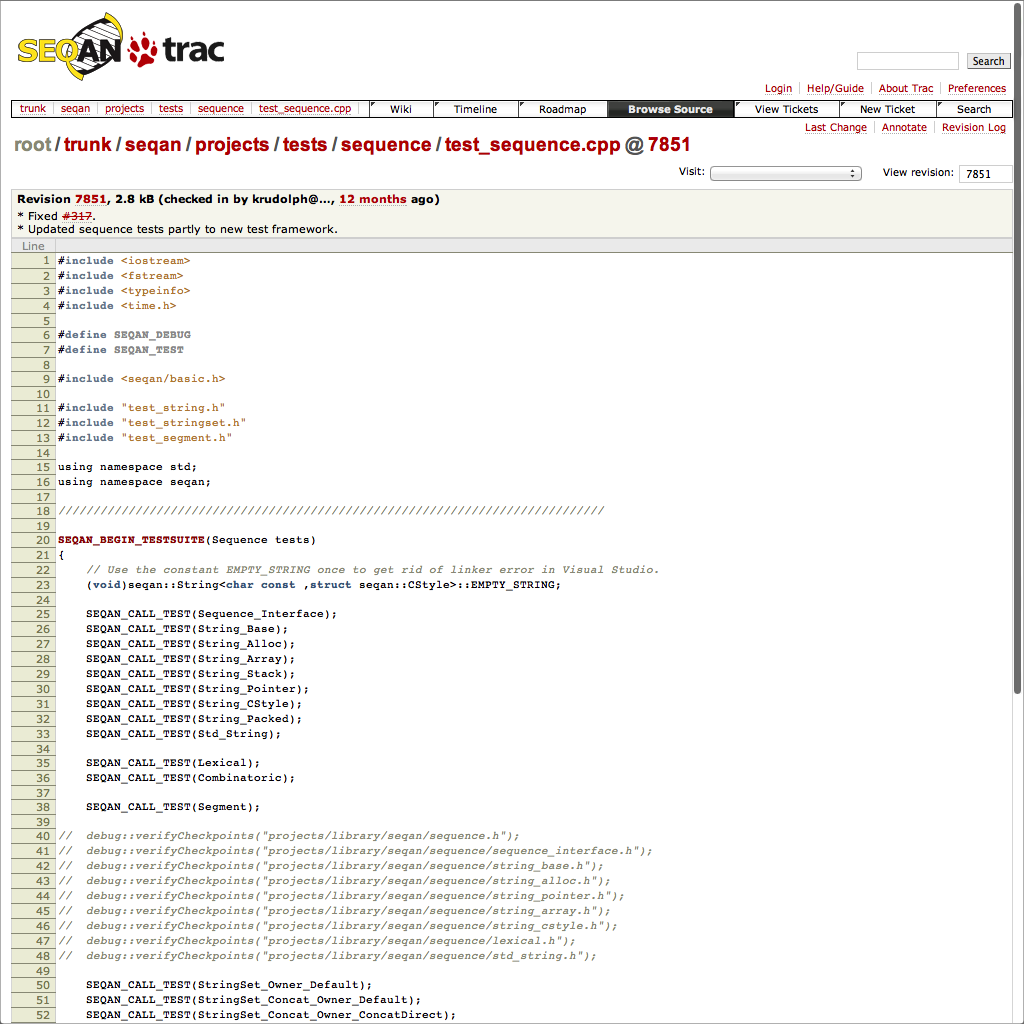 SEQAN trac
Search
Login Help/Guide About Trac Preferences
trunk seqan projects tests sequence test_sequence.cpp Wiki Timeline Roadmap Browse Source View Tickets New Ticket Search
Last Change Annotate Revision Log
root/trunk/seqan/projects/tests/sequence/test_sequence.cpp @ 7851
Visit: View revision: 7851
Revision 7851, 2.8 kB (checked in by krudolph@..., 12 months ago)
* Fixed #317.
* Updated sequence tests partly to new test framework.
Line
1 #include <iostream>
2 #include <fstream>
3 #include <typeinfo>
4 #include <time.h>
5
6 #define SEQAN_DEBUG
7 #define SEQAN_TEST
8
9 #include <seqan/basic.h>
10
11 #include "test_string.h"
12 #include "test_stringset.h"
13 #include "test_segment.h"
14
15 using namespace std;
16 using namespace seqan;
17
18 //////////////////////////////////////////////////////////////////////////////
19
20 SEQAN_BEGIN_TESTSUITE(Sequence tests)
21 {
22 // Use the constant EMPTY_STRING once to get rid of linker error in Visual Studio.
23 (void)seqan::String<char const ,struct seqan::CStyle>::EMPTY_STRING;
24
25 SEQAN_CALL_TEST(Sequence_Interface);
26 SEQAN_CALL_TEST(String_Base);
27 SEQAN_CALL_TEST(String_Alloc);
28 SEQAN_CALL_TEST(String_Array);
29 SEQAN_CALL_TEST(String_Stack);
30 SEQAN_CALL_TEST(String_Pointer);
31 SEQAN_CALL_TEST(String_CStyle);
32 SEQAN_CALL_TEST(String_Packed);
33 SEQAN_CALL_TEST(Std_String);
34
35 SEQAN_CALL_TEST(Lexical);
36 SEQAN_CALL_TEST(Combinatoric);
37
38 SEQAN_CALL_TEST(Segment);
39
40 // debug::verifyCheckpoints("projects/library/seqan/sequence.h");
41 // debug::verifyCheckpoints("projects/library/seqan/sequence/sequence_interface.h");
42 // debug::verifyCheckpoints("projects/library/seqan/sequence/string_base.h");
43 // debug::verifyCheckpoints("projects/library/seqan/sequence/string_alloc.h");
44 // debug::verifyCheckpoints("projects/library/seqan/sequence/string_pointer.h");
45 // debug::verifyCheckpoints("projects/library/seqan/sequence/string_array.h");
46 // debug::verifyCheckpoints("projects/library/seqan/sequence/string_cstyle.h");
47 // debug::verifyCheckpoints("projects/library/seqan/sequence/lexical.h");
48 // debug::verifyCheckpoints("projects/library/seqan/sequence/std_string.h");
49
50 SEQAN_CALL_TEST(StringSet_Owner_Default);
51 SEQAN_CALL_TEST(StringSet_Concat_Owner_Default);
52 SEQAN_CALL_TEST(StringSet_Concat_Owner_ConcatDirect);